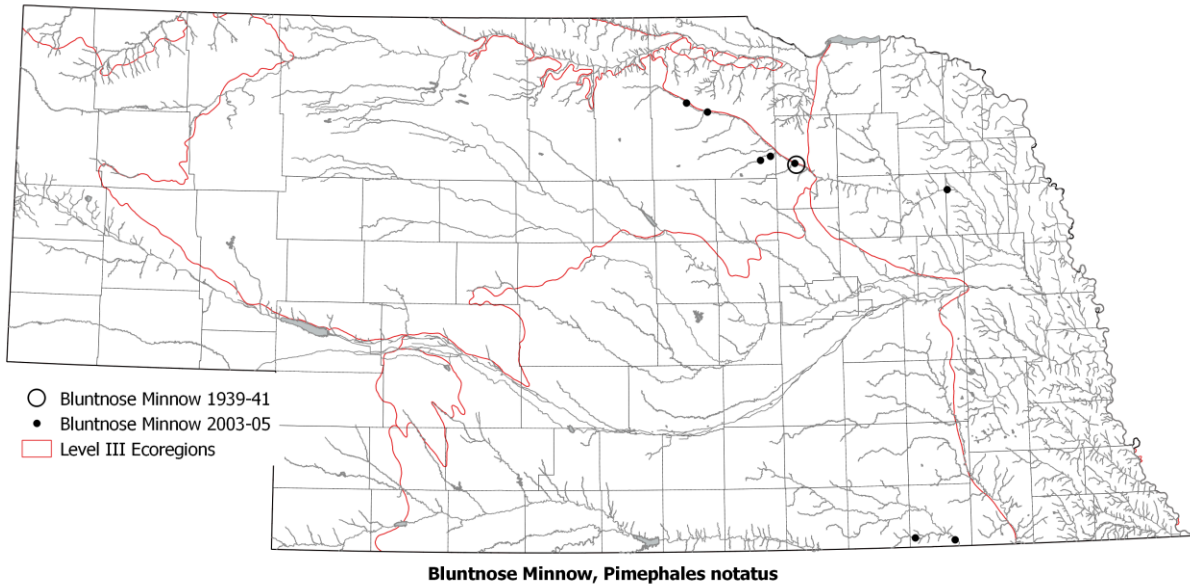 Bluntnose Minnow 1939-41
Bluntnose Minnow 2003-05
Level III Ecoregions
Bluntnose Minnow, Pimephales notatus